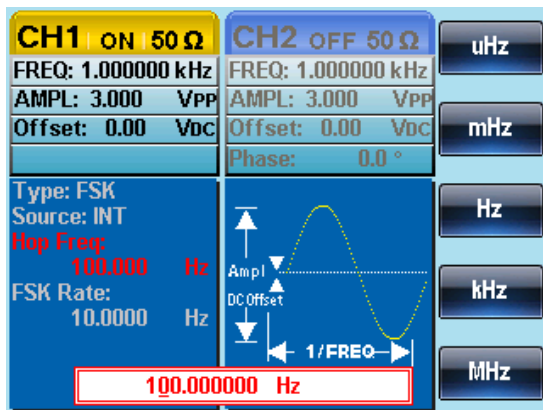 CH1 ON 50 Ω
FREQ: 1.000000 kHz
AMPL: 3.000 VPP
Offset: 0.00 VDC
CH2 OFF 50 Ω
FREQ: 1.000000 kHz
AMPL: 3.000 VPP
Offset: 0.00 VDC
Phase: 0.0 °
Type: FSK
Source: INT
Hop Freq:
100.000 Hz
FSK Rate:
10.0000 Hz
Ampl
DC Offset
1/FREQ
100.000000 Hz
uHz
mHz
Hz
kHz
MHz